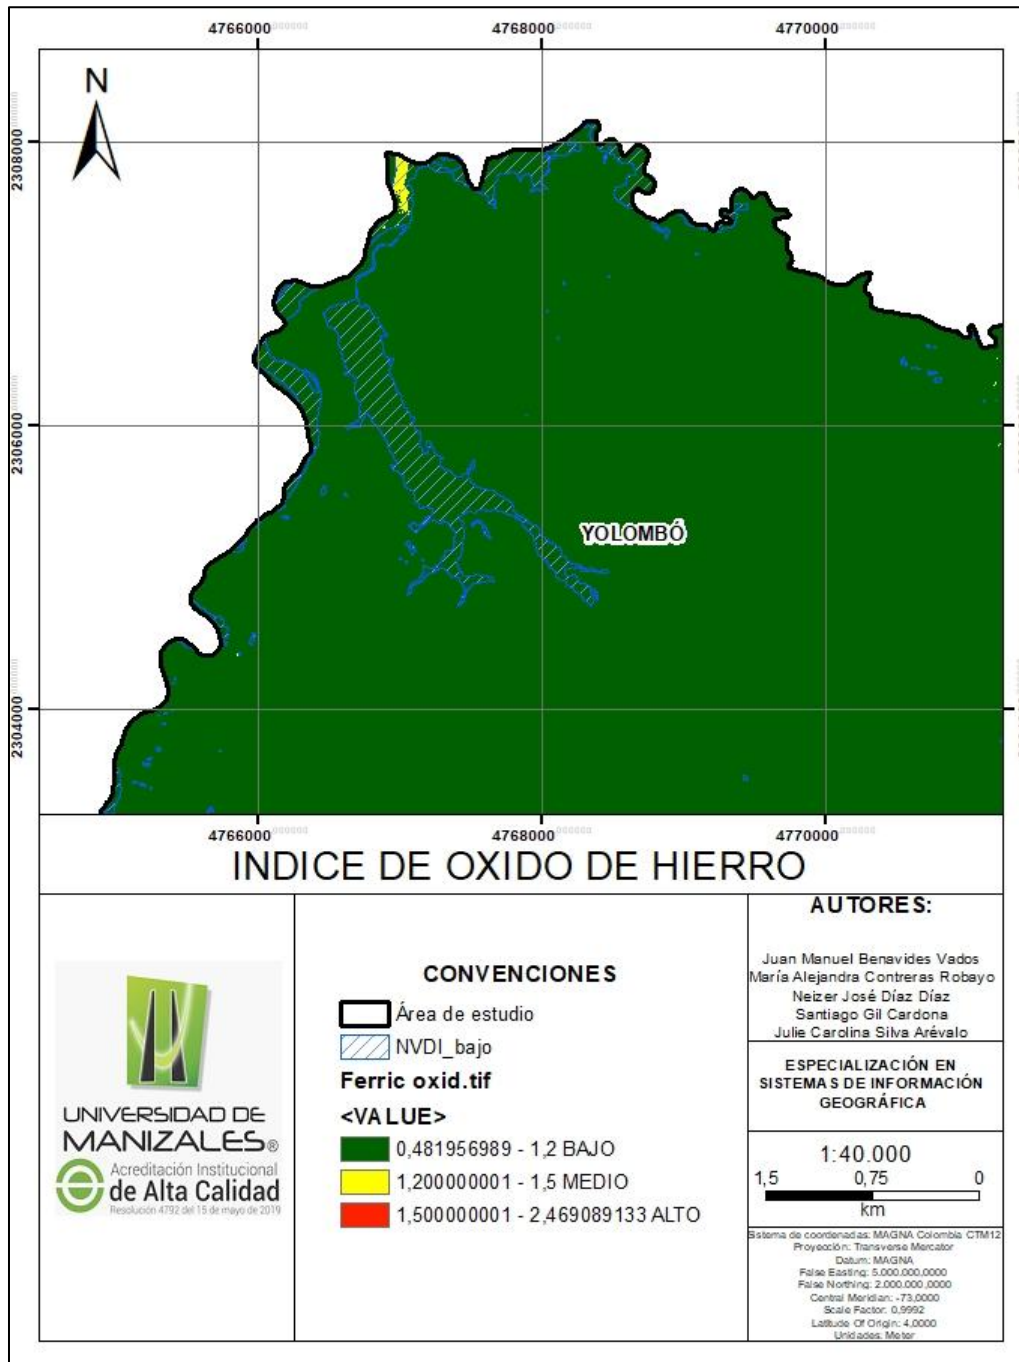 4766000
4768000
4770000
N
2308000
2306000
2304000
YOLOMBÓ
4766000
4768000
4770000
INDICE DE OXIDO DE HIERRO
UNIVERSIDAD DE
MANIZALES®
Acreditación Institucional
de Alta Calidad
Resolución 4792 del 15 de mayo de 2019
CONVENCIONES
Área de estudio
NVDI_bajo
Ferric oxid.tif
<VALUE>
0,481956989 - 1,2 BAJO
1,200000001 - 1,5 MEDIO
1,500000001 - 2,469089133 ALTO
AUTORES:
Juan Manuel Benavides Vados
María Alejandra Contreras Robayo
Neizer José Díaz Díaz
Santiago Gil Cardona
Julie Carolina Silva Arévalo
ESPECIALIZACIÓN EN
SISTEMAS DE INFORMACIÓN
GEOGRÁFICA
1:40.000
1,5 0,75 0
km
Sistema de coordenadas: MAGNA Colombia CTM12
Proyección: Transverse Mercator
Datum: MAGNA
False Easting: 5.000.000,0000
False Northing: 2.000.000,0000
Central Meridian: -73,0000
Scale Factor: 0,9992
Latitude Of Origin: 4,0000
Unidades: Meter